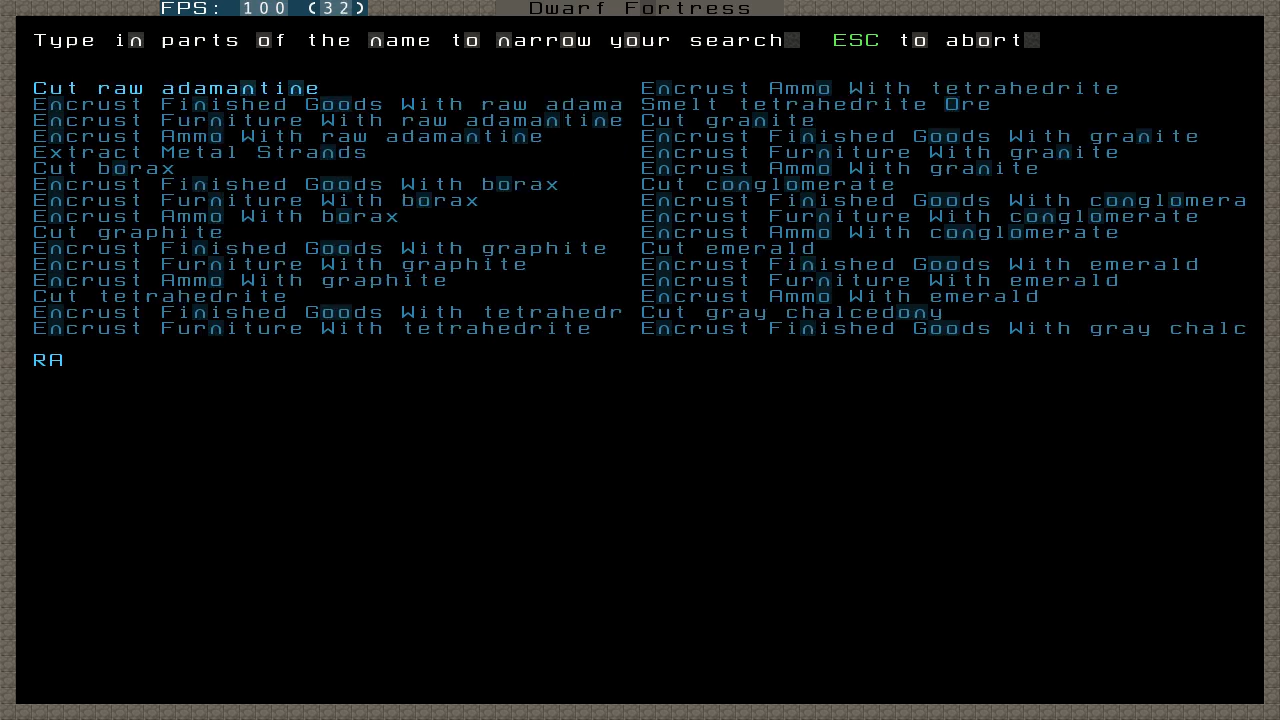 FPS: 100 (32) Dwarf Fortress
Type in parts of the name to narrow your search. ESC to abort.
Cut raw adamantine
Encrust Finished Goods With raw adama
Encrust Furniture With raw adamantine
Encrust Ammo With raw adamantine
Extract Metal Strands
Cut borax
Encrust Finished Goods With borax
Encrust Furniture With borax
Encrust Ammo With borax
Cut graphite
Encrust Finished Goods With graphite
Encrust Furniture With graphite
Encrust Ammo With graphite
Cut tetrahedrite
Encrust Finished Goods With tetrahedr
Encrust Furniture With tetrahedrite
Encrust Ammo With tetrahedrite
Smelt tetrahedrite Ore
Cut granite
Encrust Finished Goods With granite
Encrust Furniture With granite
Encrust Ammo With granite
Cut conglomerate
Encrust Finished Goods With conglomera
Encrust Furniture With conglomerate
Encrust Ammo With conglomerate
Cut emerald
Encrust Finished Goods With emerald
Encrust Furniture With emerald
Encrust Ammo With emerald
Cut gray chalcedony
Encrust Finished Goods With gray chalc
RA